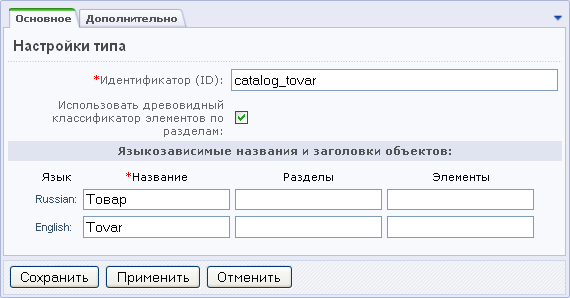 Основное Дополнительно
Настройки типа
*Идентификатор (ID): catalog_tovar
Использовать древовидный
классификатор элементов по
разделам:
Языкозависимые названия и заголовки объектов:
Язык *Название Разделы Элементы
Russian: Товар
English: Tovar
Сохранить Применить Отменить